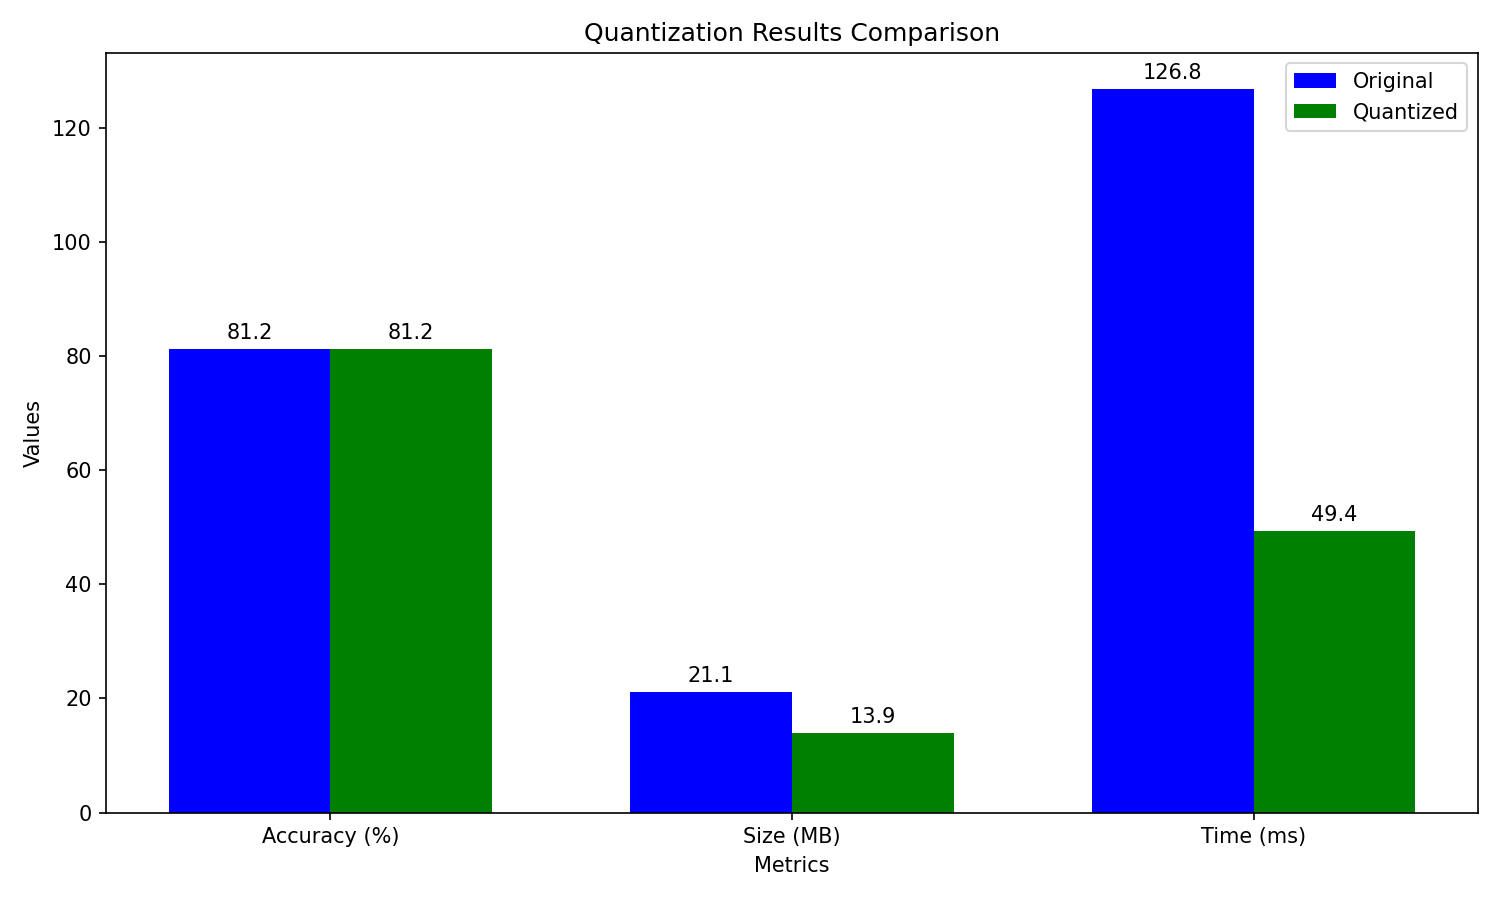 Quantization Results Comparison
126.8
Original
Quantized
120
100
81.2 81.2
80
Values
60
49.4
40
21.1
13.9
20
0
Accuracy (%) Size (MB) Time (ms)
Metrics